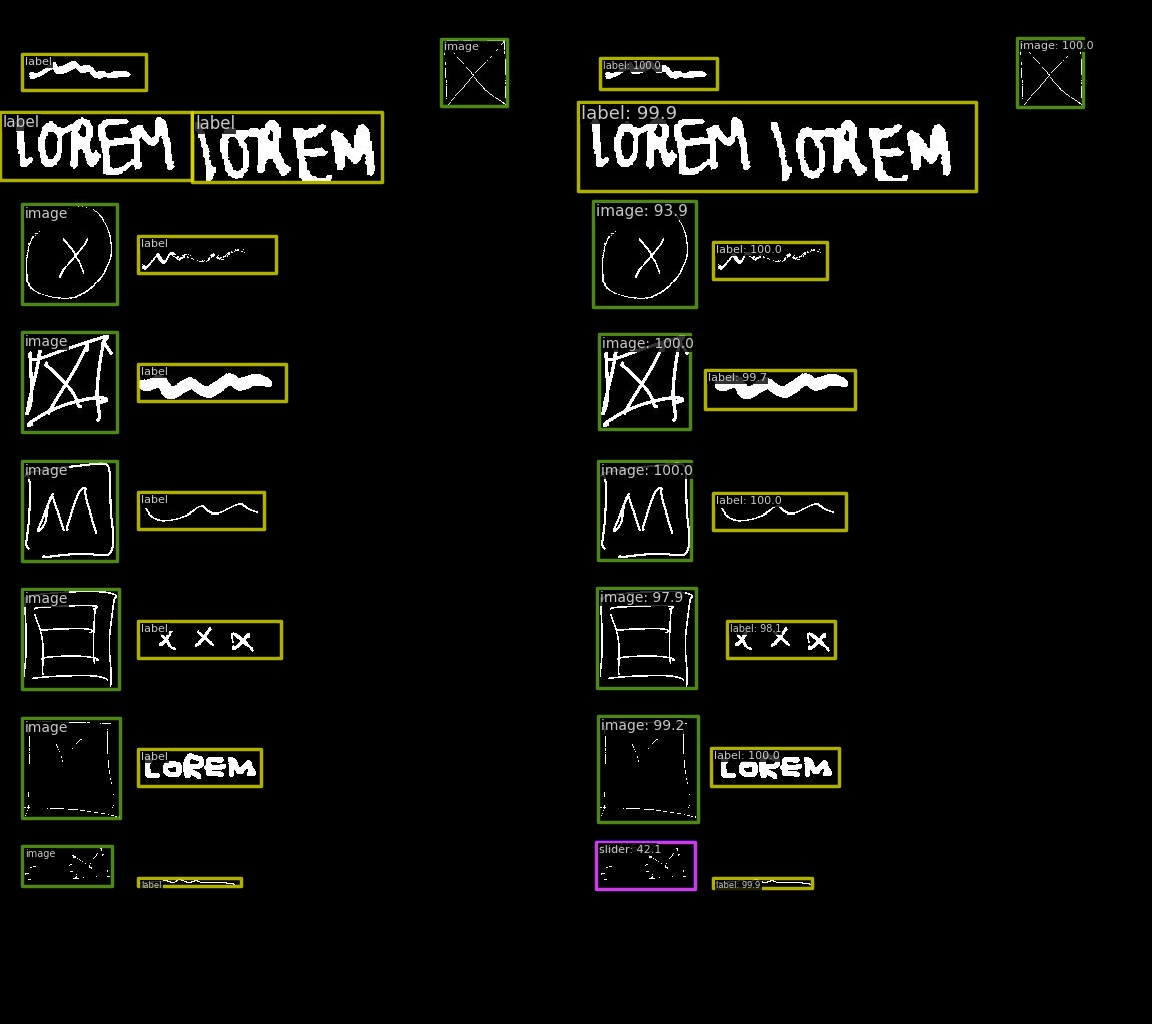 label image label: 100.0 image: 100.0
label LOREM label LOREM label: 99.9 LOREM LOREM
image label image: 93.9 label: 100.0
image label image: 100.0 label: 99.7
image label image: 100.0 label: 100.0
image label x x x image: 97.9 label: 98.1 x x x
image label LOREM image: 99.2 label: 100.0 LOREM
image label slider: 42.1 label: 99.9